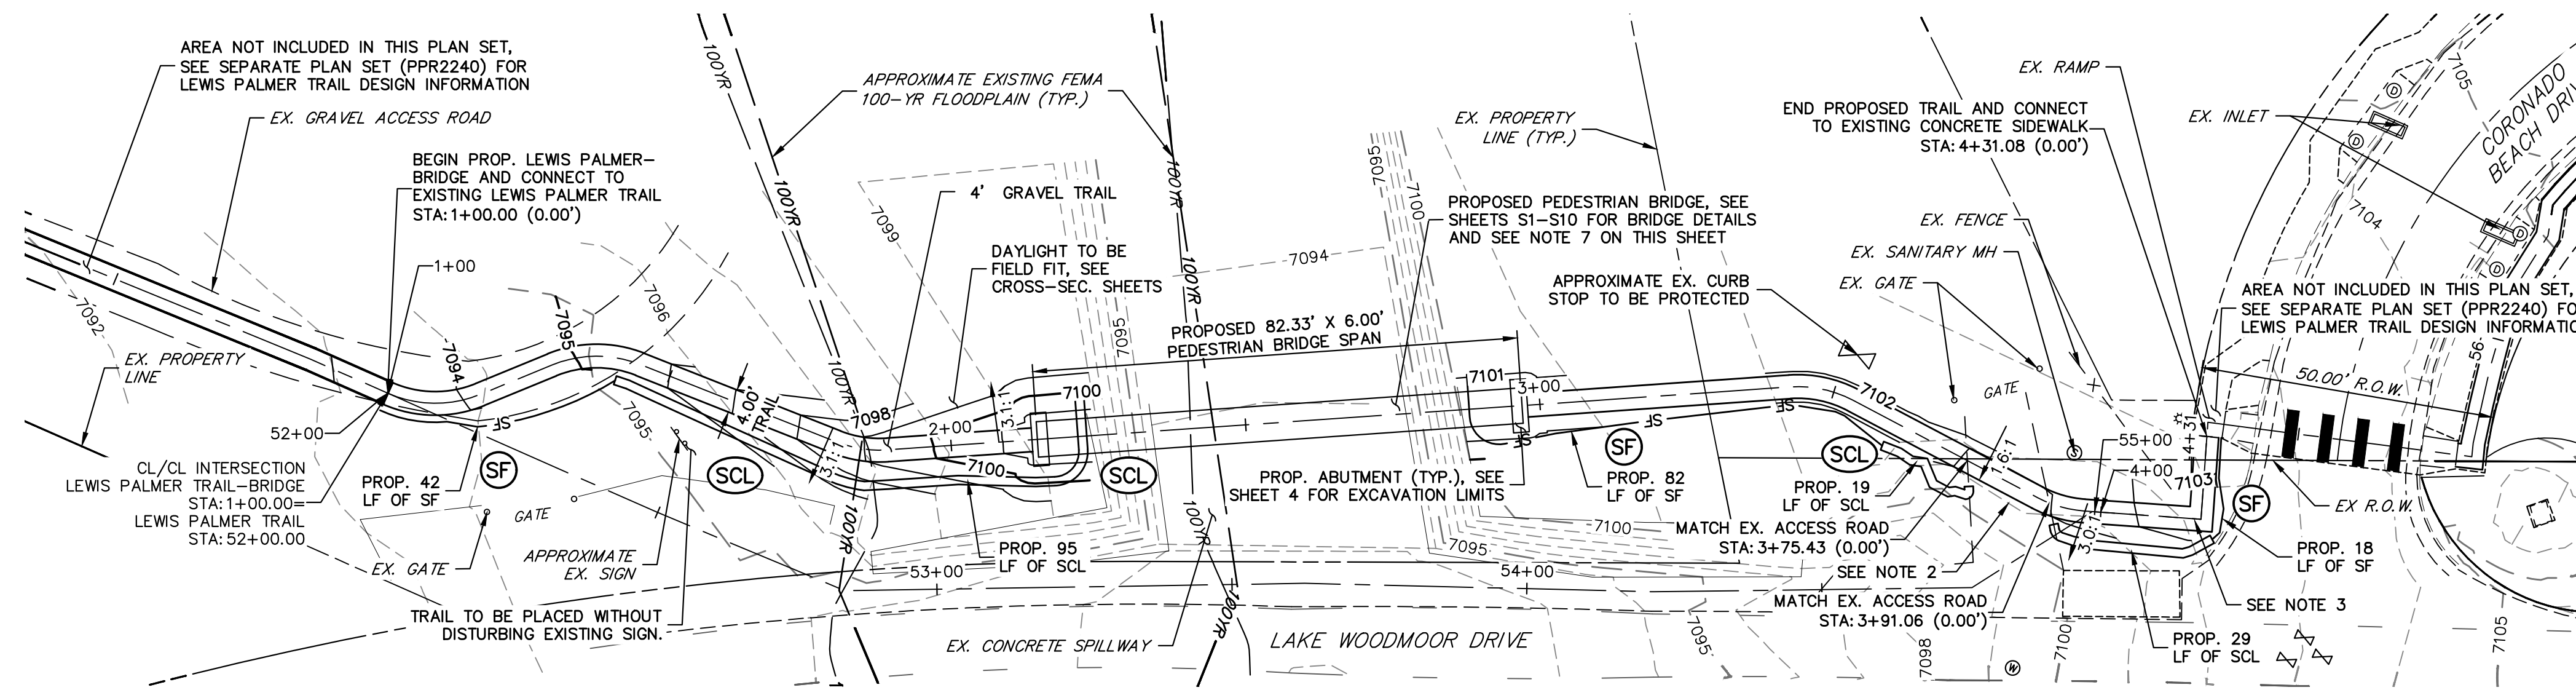 AREA NOT INCLUDED IN THIS PLAN SET,
SEE SEPARATE PLAN SET (PPR2240) FOR
LEWIS PALMER TRAIL DESIGN INFORMATION
EX. GRAVEL ACCESS ROAD
BEGIN PROP. LEWIS PALMER-
BRIDGE AND CONNECT TO
EXISTING LEWIS PALMER TRAIL
STA:1+00.00 (0.00')
1+00
7092
EX. PROPERTY
LINE
7094
7095
7096
52+00
CL/CL INTERSECTION
LEWIS PALMER TRAIL-BRIDGE
STA:1+00.00=
LEWIS PALMER TRAIL
STA:52+00.00
PROP. 42
LF OF SF
SF
SF
7095
GATE
EX. GATE
APPROXIMATE
EX. SIGN
TRAIL TO BE PLACED WITHOUT
DISTURBING EXISTING SIGN.
SCL
4.00'
TRAIL
3.1:1
100YR
100YR
100YR
100YR
APPROXIMATE EXISTING FEMA
100-YR FLOODPLAIN (TYP.)
7099
4' GRAVEL TRAIL
DAYLIGHT TO BE
FIELD FIT, SEE
CROSS-SEC. SHEETS
7098
2+00
3.1:1
7100
7100
7095
SCL
PROP. 95
LF OF SCL
53+00
100YR
100YR
100YR
100YR
7094
PROPOSED 82.33' X 6.00'
PEDESTRIAN BRIDGE SPAN
EX. CONCRETE SPILLWAY
LAKE WOODMOOR DRIVE
54+00
7095
7100
EX. PROPERTY
LINE (TYP.)
PROPOSED PEDESTRIAN BRIDGE, SEE
SHEETS S1-S10 FOR BRIDGE DETAILS
AND SEE NOTE 7 ON THIS SHEET
APPROXIMATE EX. CURB
STOP TO BE PROTECTED
7101
3+00
SF
SF
SF
PROP. ABUTMENT (TYP.), SEE
SHEET 4 FOR EXCAVATION LIMITS
SF
PROP. 82
LF OF SF
7095
7100
7095
END PROPOSED TRAIL AND CONNECT
TO EXISTING CONCRETE SIDEWALK
STA:4+31.08 (0.00')
EX. RAMP
EX. FENCE
EX. SANITARY MH
EX. GATE
GATE
7102
1.6:1
SCL
PROP. 19
LF OF SCL
MATCH EX. ACCESS ROAD
STA:3+75.43 (0.00')
SEE NOTE 2
MATCH EX. ACCESS ROAD
STA:3+91.06 (0.00')
S
55+00
4+00
4+31
7103
3.0:1
SF
PROP. 18
LF OF SF
SEE NOTE 3
PROP. 29
LF OF SCL
7098
W
7100
7105
EX R.O.W.
50.00' R.O.W.
56
AREA NOT INCLUDED IN THIS PLAN SET,
SEE SEPARATE PLAN SET (PPR2240) FO
LEWIS PALMER TRAIL DESIGN INFORMATIO
EX. INLET
7104
7105
D
D
D
D
CORONADO
BEACH DRIV